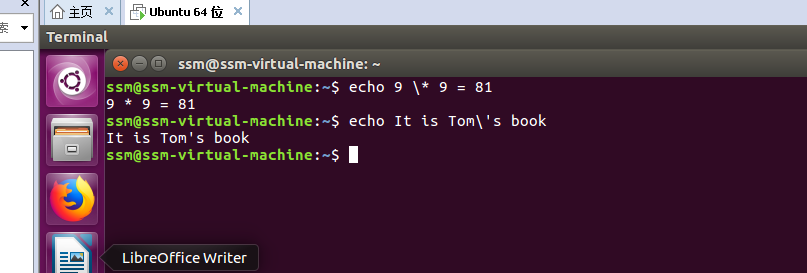 主页
Ubuntu 64 位
索
Terminal
ssm@ssm-virtual-machine: ~
ssm@ssm-virtual-machine:~$ echo 9 \* 9 = 81
9 * 9 = 81
ssm@ssm-virtual-machine:~$ echo It is Tom\'s book
It is Tom's book
ssm@ssm-virtual-machine:~$
LibreOffice Writer